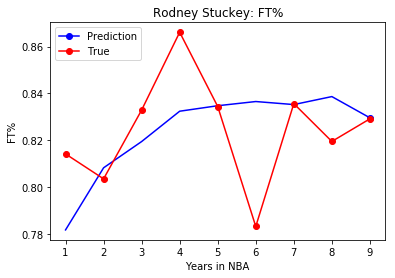 Rodney Stuckey: FT%
Prediction
True
FT%
0.86
0.84
0.82
0.80
0.78
1 2 3 4 5 6 7 8 9
Years in NBA